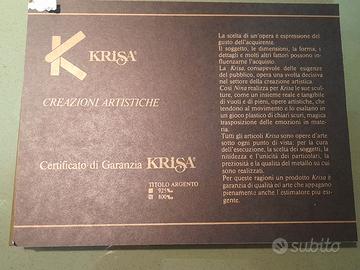 KRISA
CREAZIONI ARTISTICHE
Certificato di Garanzia KRISA
TITOLO ARGENTO
925‰
800‰
La scelta di un'opera è espressione del
gusto dell'acquirente.
Il soggetto, le dimensioni, la forma, i
dettagli e molti altri fattori possono in-
fluenzarne l'acquisto.
La Krisa, consapevole delle esigenze
del pubblico, opera una svolta decisiva
nel settore della creazione artistica.
Così Nina realizza per Krisa le sue scul-
ture, come un insieme reale e tangibile
di vuoti e di pieni, opere artistiche, che
tendono al movimento e lo esaltano in
un gioco plastico di chiari scuri, magica
trasposizione delle emozioni in mate-
ria.
Tutti gli articoli Krisa sono opere d'arte
sotto ogni punto di vista: per la cura
dell'escuzione, la scelta dei soggetti, la
nitidezza e l'unicità dei particolari, la
preziosità e la qualità del metallo su cui
sono realizzati.
Per queste ragioni un prodotto Krisa è
garanzia di qualità ed arte che appagano
pienamente anche l'estimatore più esi-
gente.
subito